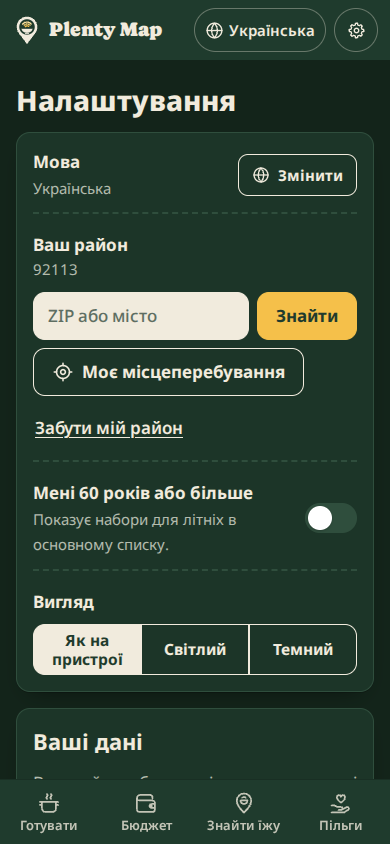 Plenty Map
Українська
Налаштування
Мова
Українська
Змінити
Ваш район
92113
ZIP або місто
Знайти
Моє місцеперебування
Забути мій район
Мені 60 років або більше
Показує набори для літніх в
основному списку.
Вигляд
Як на
пристрої
Світлий
Темний
Ваші дані
Готувати
Бюджет
Знайти їжу
Пільги